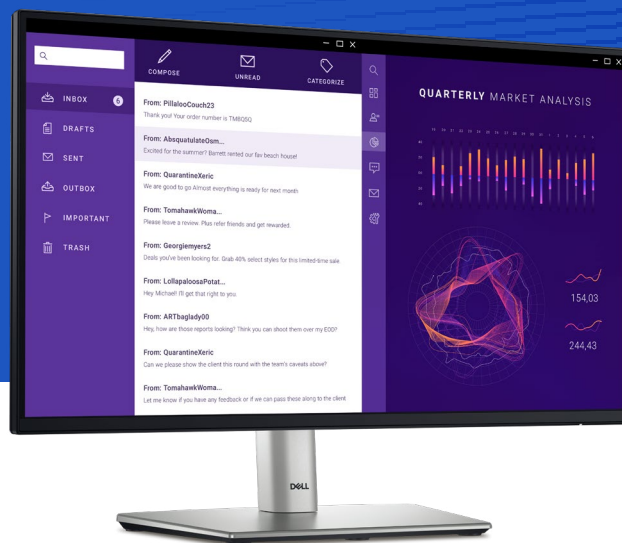 COMPOSE
UNREAD
CATEGORIZE
INBOX 6
DRAFTS
SENT
OUTBOX
IMPORTANT
TRASH
From: PillalooCouch23
Thank you! Your order number is TMBQ5Q
From: AbsquatulateOsm...
Excited for the summer? Barrett rented our fav beach house!
From: QuarantineXeric
We are good to go Almost everything is ready for next month
From: TomahawkWoma...
Please leave a review. Plus refer friends and get rewarded.
From: Georgiemyers2
Deals you've been looking for. Grab 40% select styles for this limited-time sale
From: LollapaloosaPotat...
Hey Michael! I'll get that right to you
From: ARTbaglady00
Hey, how are those reports looking? Think you can shoot them over my EOD?
From: QuarantineXeric
Can we please show the client this round with the team's caveats above?
From: TomahawkWoma...
Let me know if you have any feedback or if we can pass these along to the client
QUARTERLY MARKET ANALYSIS
154,03
244,43
DELL